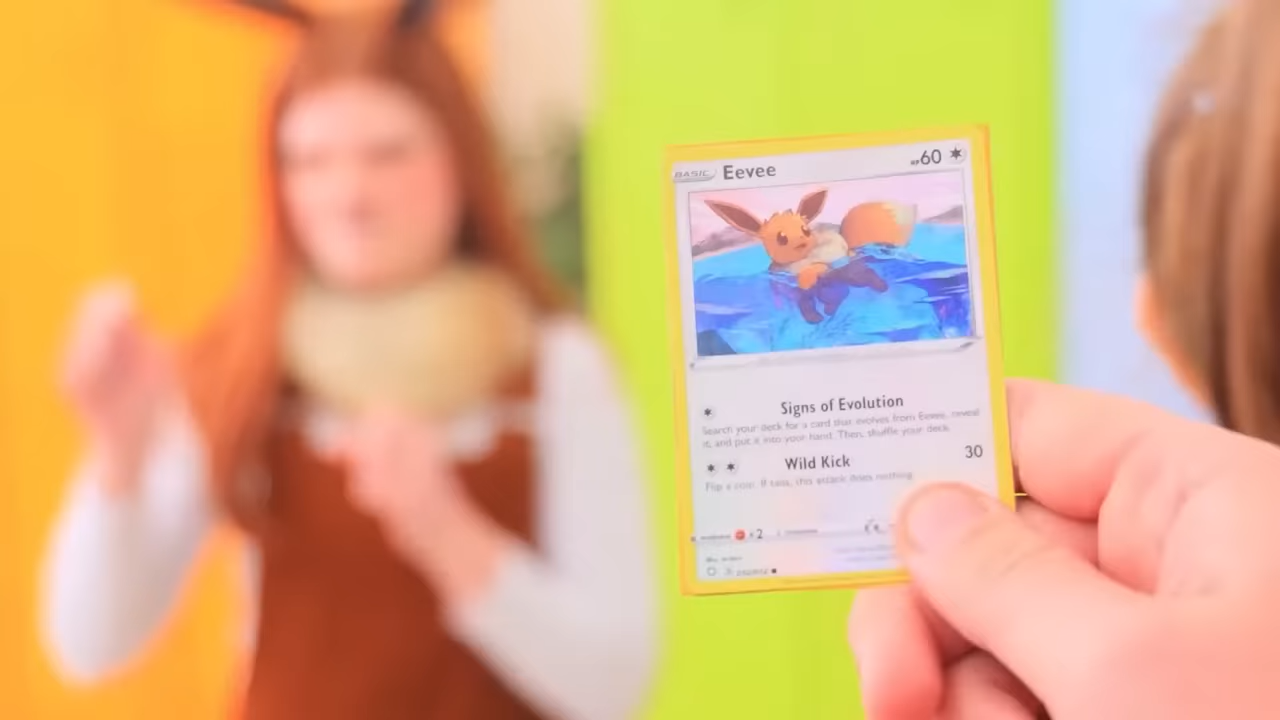 BASIC Eevee HP60
Signs of Evolution
Search your deck for a card that evolves from Eevee, reveal
it, and put it into your hand. Then, shuffle your deck.
Wild Kick 30
Flip a coin. If tails, this attack does nothing.
×2